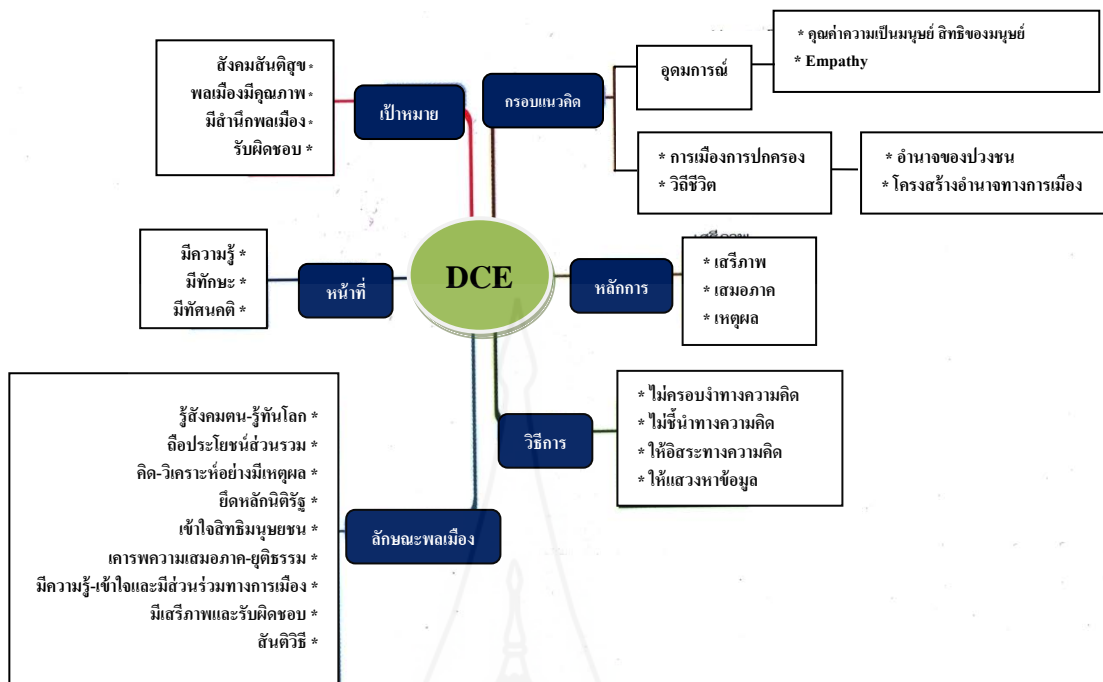 สังคมสันติสุข *
พลเมืองมีคุณภาพ *
มีสำนึกพลเมือง *
รับผิดชอบ *
เป้าหมาย
กรอบแนวคิด
อุดมการณ์
* คุณค่าความเป็นมนุษย์ สิทธิของมนุษย์
* Empathy
* การเมืองการปกครอง
* วิถีชีวิต
* อำนาจของปวงชน
* โครงสร้างอำนาจทางการเมือง
มีความรู้ *
มีทักษะ *
มีทัศนคติ *
หน้าที่
DCE
หลักการ
* เสรีภาพ
* เสมอภาค
* เหตุผล
วิธีการ
* ไม่ครอบงำทางความคิด
* ไม่ชี้นำทางความคิด
* ให้อิสระทางความคิด
* ให้แสวงหาข้อมูล
รู้สังคมตน-รู้ทันโลก *
ถือประโยชน์ส่วนรวม *
คิด-วิเคราะห์อย่างมีเหตุผล *
ยึดหลักนิติรัฐ *
เข้าใจสิทธิมนุษยชน *
เคารพความเสมอภาค-ยุติธรรม *
มีความรู้-เข้าใจและมีส่วนร่วมทางการเมือง *
มีเสรีภาพและรับผิดชอบ *
สันติวิธี *
ลักษณะพลเมือง